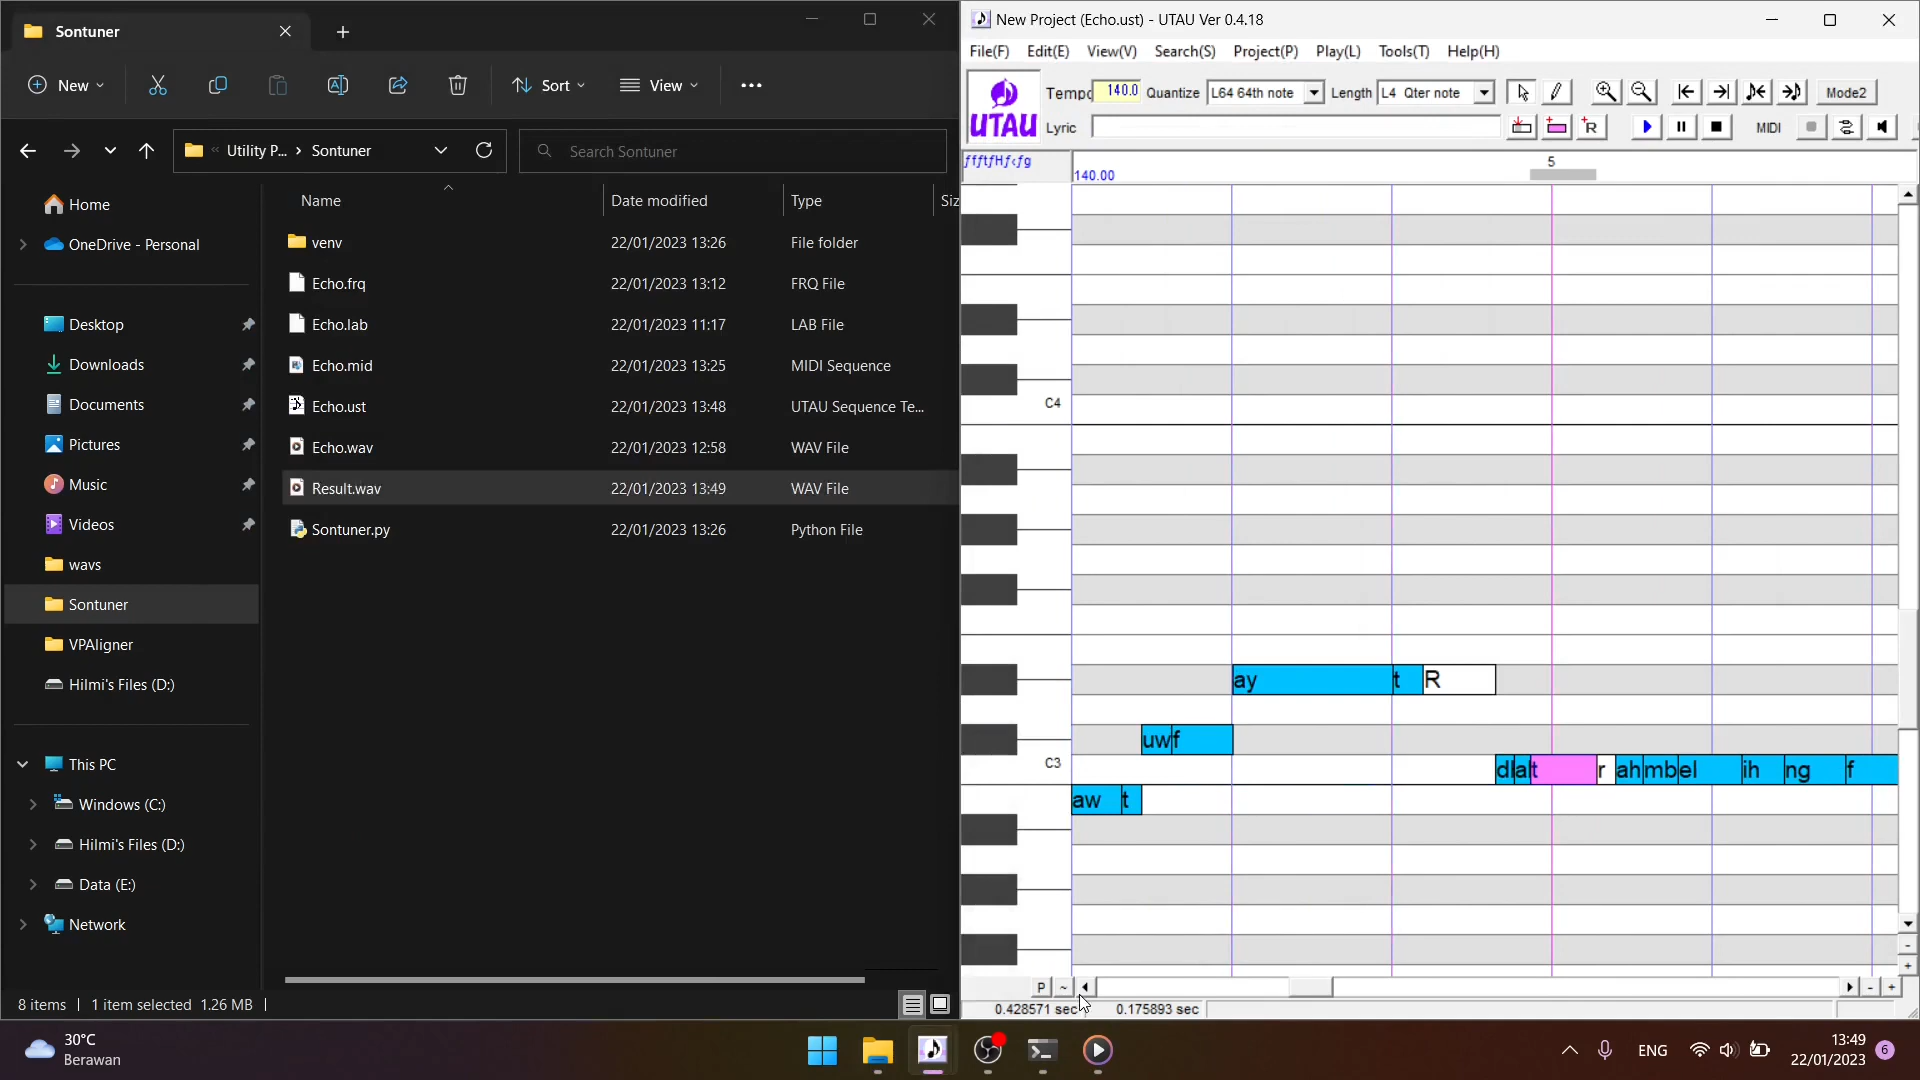 Sontuner
New
Sort
View
Utility P...
Sontuner
Search Sontuner
Name
Date modified
Type
Siz
Home
OneDrive - Personal
Desktop
Downloads
Documents
Pictures
Music
Videos
wavs
Sontuner
VPAligner
Hilmi's Files (D:)
This PC
Windows (C:)
Hilmi's Files (D:)
Data (E:)
Network
venv 22/01/2023 13:26 File folder
Echo.frq 22/01/2023 13:12 FRQ File
Echo.lab 22/01/2023 11:17 LAB File
Echo.mid 22/01/2023 13:25 MIDI Sequence
Echo.ust 22/01/2023 13:48 UTAU Sequence Te...
Echo.wav 22/01/2023 12:58 WAV File
Result.wav 22/01/2023 13:49 WAV File
Sontuner.py 22/01/2023 13:26 Python File
8 items 1 item selected 1.26 MB
New Project (Echo.ust) - UTAU Ver 0.4.18
File(F) Edit(E) View(V) Search(S) Project(P) Play(L) Tools(T) Help(H)
UTAU
Tempo 140.0 Quantize L64 64th note Length L4 Qter note Mode2
Lyric R MIDI
ƒfƒtƒHƒ‹ƒg
5
140.00
C4
ay t R
uw f
C3
r ah mb el ih ng f
aw t
P ~ - +
0.428571 sec 0.175893 sec
30°C
Berawan
ENG
13:49
22/01/2023
6